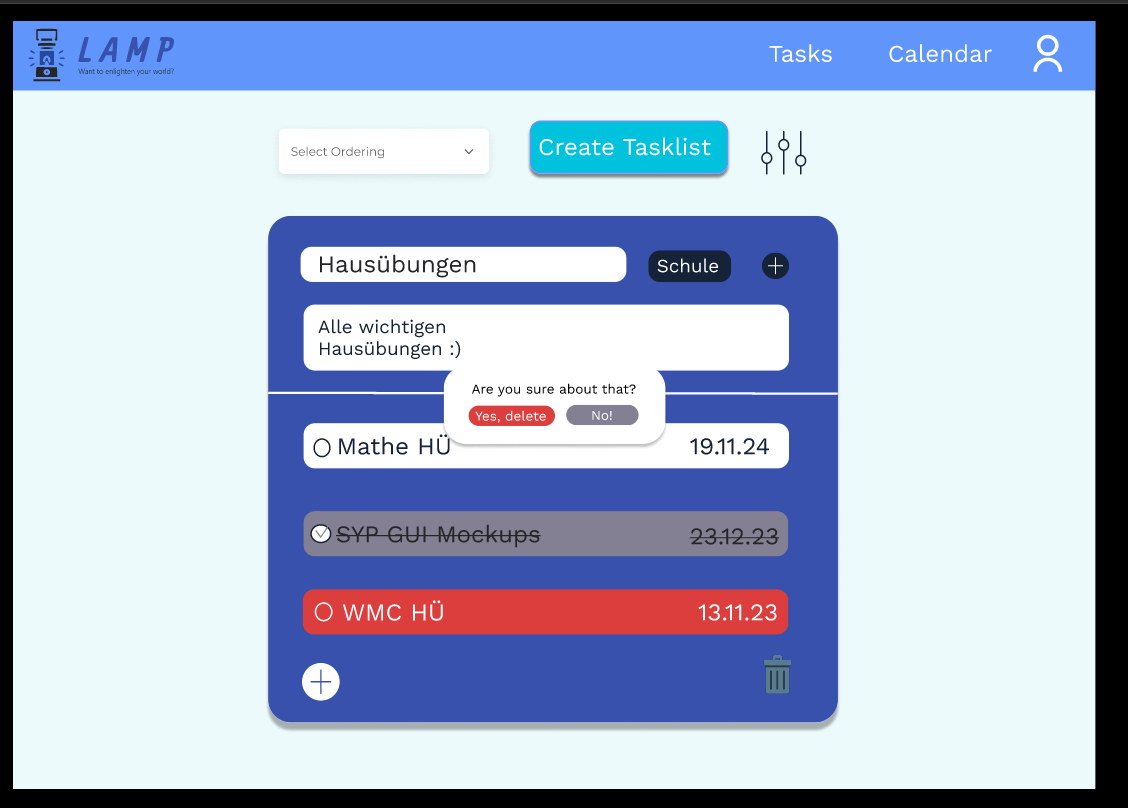 LAMP
Want to enlighten your world?
Tasks
Calendar
Select Ordering
Create Tasklist
Hausübungen
Schule
Alle wichtigen
Hausübungen :)
Are you sure about that?
Yes, delete
No!
Mathe HÜ
19.11.24
SYP GUI Mockups
23.12.23
WMC HÜ
13.11.23